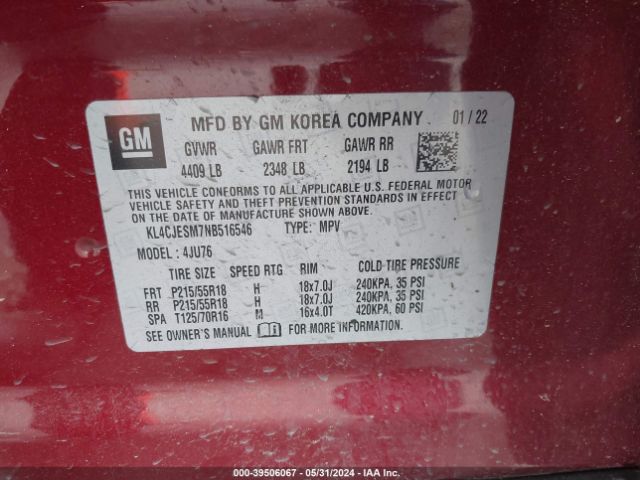 GM
MFD BY GM KOREA COMPANY. 01 / 22
GVWR GAWR FRT GAWR RR
4409 LB 2348 LB 2194 LB
THIS VEHICLE CONFORMS TO ALL APPLICABLE U.S. FEDERAL MOTOR
VEHICLE SAFETY AND THEFT PREVENTION STANDARDS IN EFFECT
ON THE DATE OF MANUFACTURE SHOWN ABOVE.
KL4CJESM7NB516546 TYPE: MPV
MODEL : 4JU76
TIRE SIZE SPEED RTG RIM COLD TIRE PRESSURE
FRT P215/55R18 H 18x7.0J 240KPA, 35 PSI
RR P215/55R18 H 18x7.0J 240KPA, 35 PSI
SPA T125/70R16 M 16x4.0T 420KPA, 60 PSI
SEE OWNER'S MANUAL FOR MORE INFORMATION.
000-39506067 - 05/31/2024 - IAA Inc.